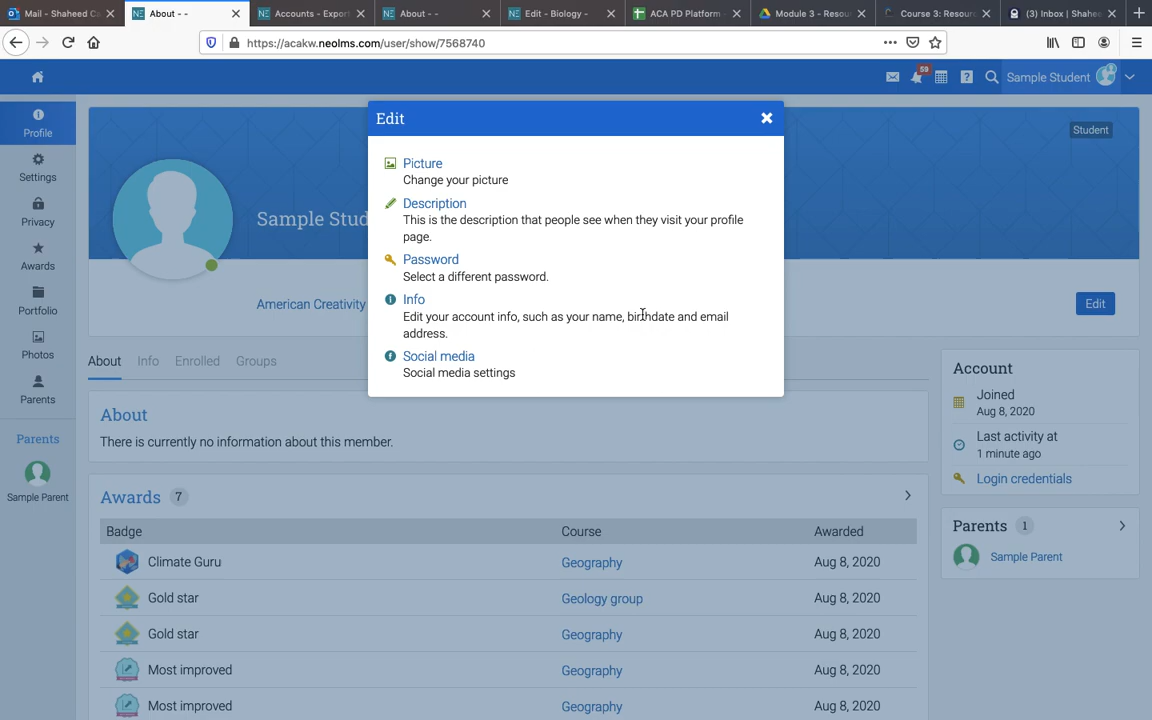 Mail - Shaheed Ca
About - -
Accounts - Export
About - -
Edit - Biology -
ACA PD Platform -
Module 3 - Resou
Course 3: Resour
(3) Inbox | Shahee
https://acakw.neolms.com/user/show/7568740
59
Sample Student
Profile
Settings
Privacy
Awards
Portfolio
Photos
Parents
Parents
Sample Parent
Student
Sample Stud
American Creativity
Edit
Edit
Picture
Change your picture
Description
This is the description that people see when they visit your profile
page.
Password
Select a different password.
Info
Edit your account info, such as your name, birthdate and email
address.
Social media
Social media settings
About
Info
Enrolled
Groups
About
There is currently no information about this member.
Awards 7
Badge Course Awarded
Climate Guru Geography Aug 8, 2020
Gold star Geology group Aug 8, 2020
Gold star Geography Aug 8, 2020
Most improved Geography Aug 8, 2020
Most improved Geography Aug 8, 2020
Account
Joined
Aug 8, 2020
Last activity at
1 minute ago
Login credentials
Parents 1
Sample Parent